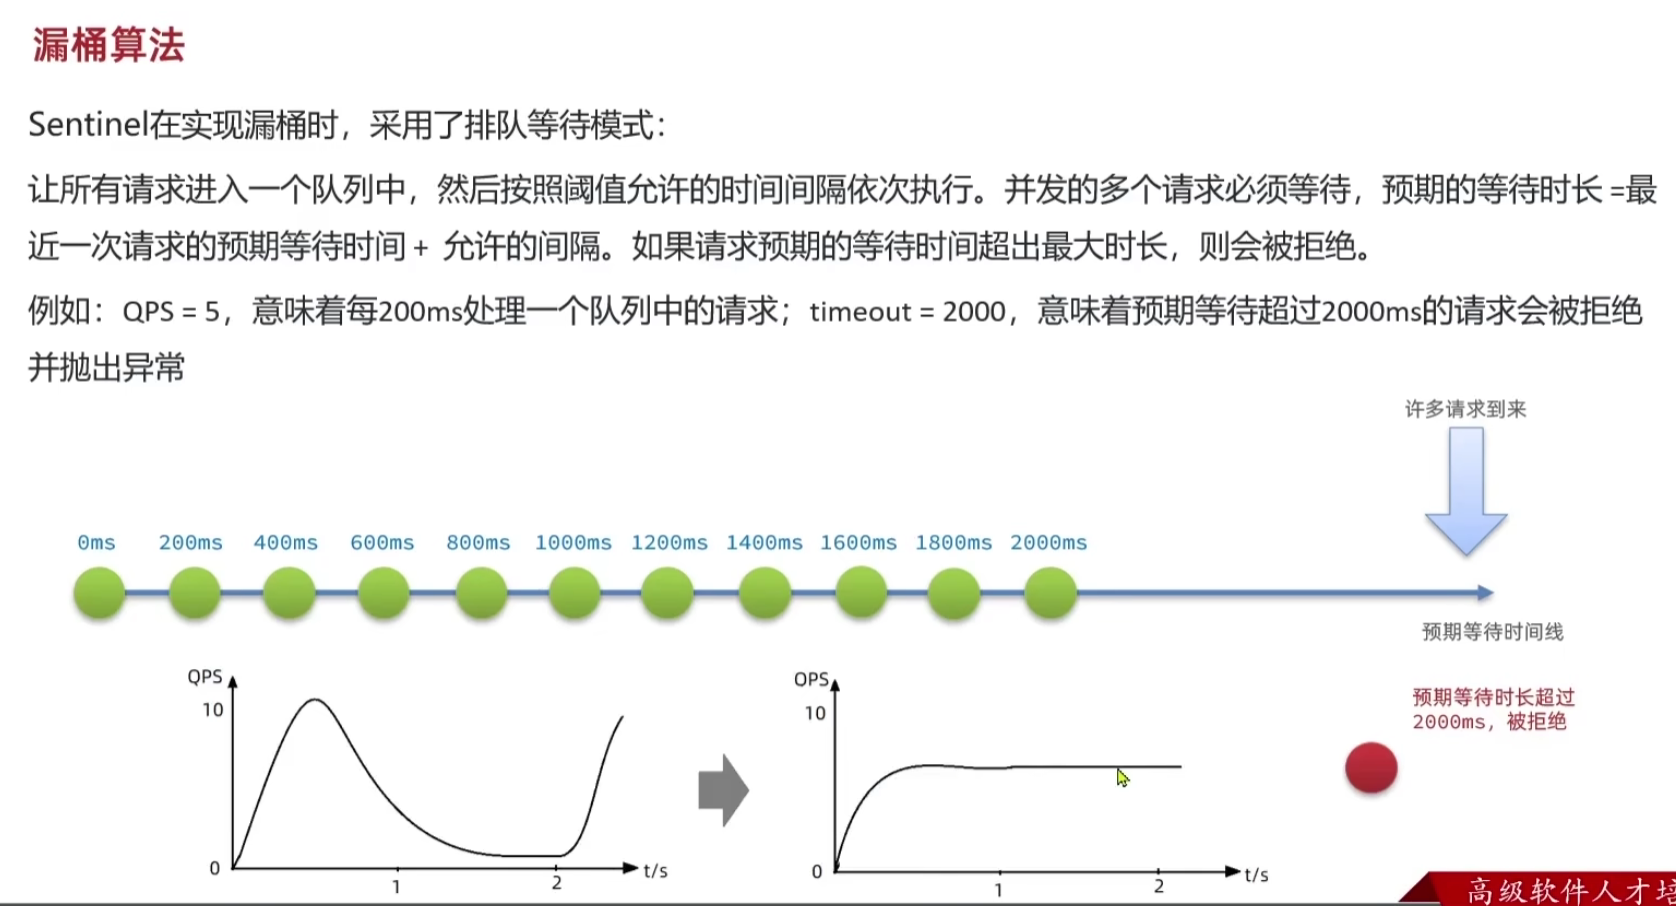 漏桶算法
Sentinel在实现漏桶时，采用了排队等待模式：
让所有请求进入一个队列中，然后按照阈值允许的时间间隔依次执行。并发的多个请求必须等待，预期的等待时长 =最
近一次请求的预期等待时间 + 允许的间隔。如果请求预期的等待时间超出最大时长，则会被拒绝。
例如：QPS = 5，意味着每200ms处理一个队列中的请求；timeout = 2000，意味着预期等待超过2000ms的请求会被拒绝
并抛出异常
许多请求到来
0ms 200ms 400ms 600ms 800ms 1000ms 1200ms 1400ms 1600ms 1800ms 2000ms
预期等待时间线
QPS
10
0
1
2
t/s
QPS
10
0
1
2
t/s
预期等待时长超过
2000ms，被拒绝
高级软件人才培